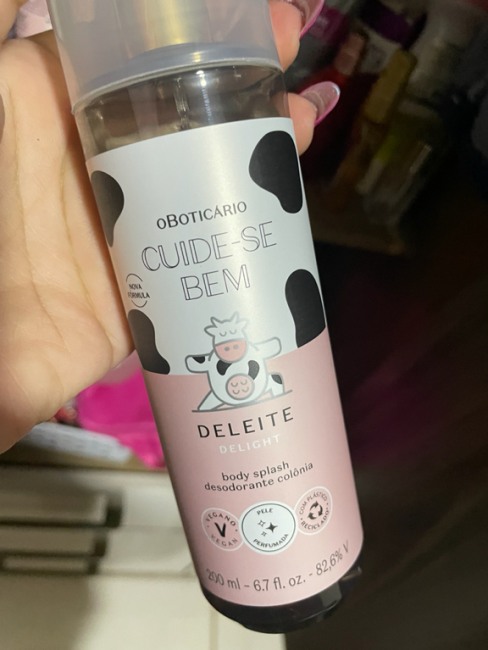 oBOTICÁRIO
CUIDE-SE
BEM
NOVA
FÓRMULA
DELEITE
DELIGHT
body splash
desodorante colônia
VEGANO
V
VEGAN
PELE
PERFUMADA
COM PLÁSTICO
RECICLADO
200 ml - 6.7 fl. oz. - 82,6% V